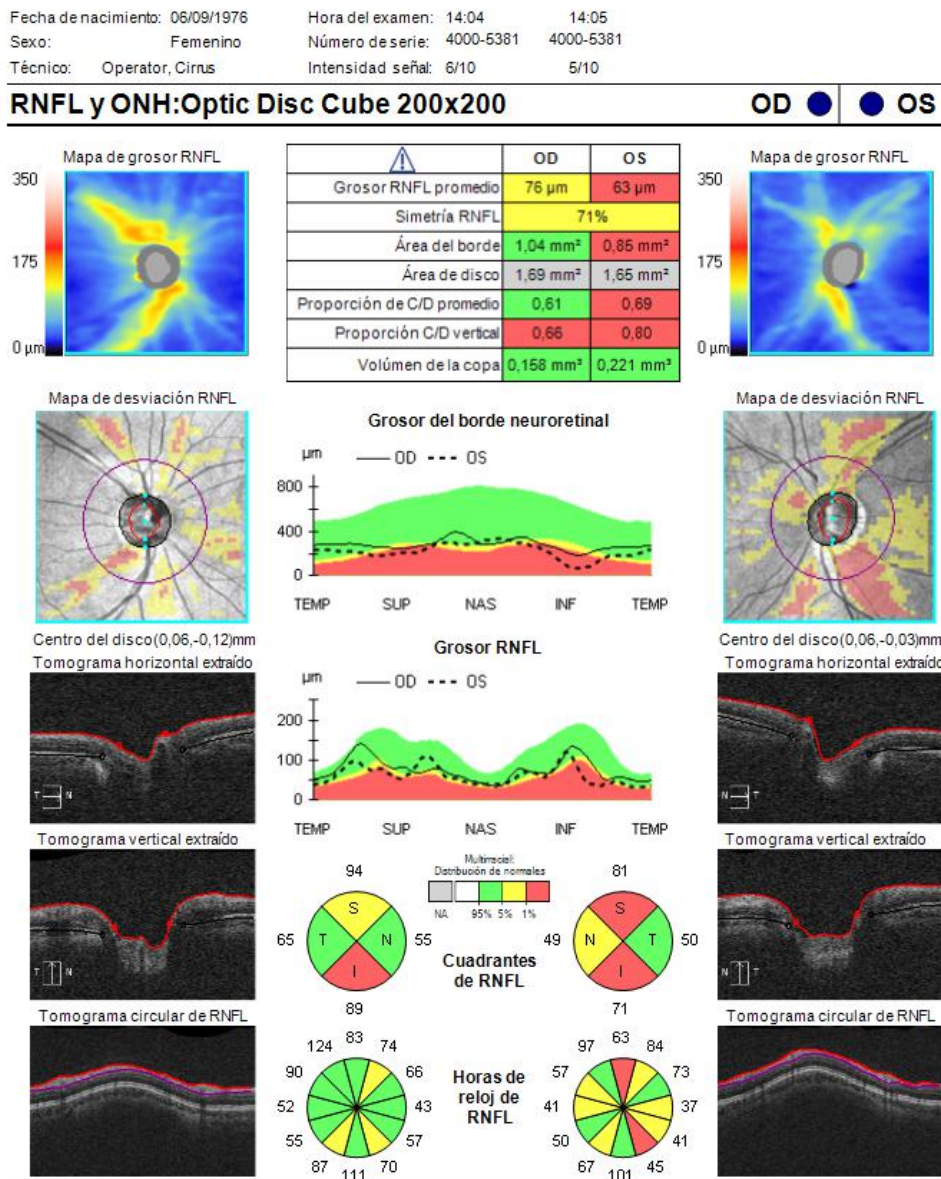 Fecha de nacimiento: 06/09/1976 Hora del examen: 14:04 14:05
Sexo: Femenino Número de serie: 4000-5381 4000-5381
Técnico: Operator, Cirrus Intensidad señal: 6/10 5/10
RNFL y ONH:Optic Disc Cube 200x200 OD OS
Mapa de grosor RNFL
350
175
0 µm
OD OS
Grosor RNFL promedio 76 µm 63 µm
Simetría RNFL 71%
Área del borde 1,04 mm² 0,85 mm²
Área de disco 1,69 mm² 1,65 mm²
Proporción de C/D promedio 0,61 0,69
Proporción C/D vertical 0,66 0,80
Volúmen de la copa 0,158 mm³ 0,221 mm³
Mapa de grosor RNFL
350
175
0 µm
Mapa de desviación RNFL
Grosor del borde neuroretinal
µm OD OS
800
400
0
TEMP SUP NAS INF TEMP
Mapa de desviación RNFL
Centro del disco(0,06,-0,12)mm
Centro del disco(0,06,-0,03)mm
Tomograma horizontal extraído
T N
Grosor RNFL
µm OD OS
200
100
0
TEMP SUP NAS INF TEMP
Tomograma horizontal extraído
N T
Tomograma vertical extraído
T N
94
S
65 T N 55
I
89
Multirracial:
Distribución de normales
NA 95% 5% 1%
Cuadrantes
de RNFL
81
S
49 N T 50
I
71
Tomograma vertical extraído
T N
Tomograma circular de RNFL
83
124 74
90 66
52 43
55 57
87 70
111
Horas de
reloj de
RNFL
63
97 84
57 73
41 37
50 41
67 45
101
Tomograma circular de RNFL